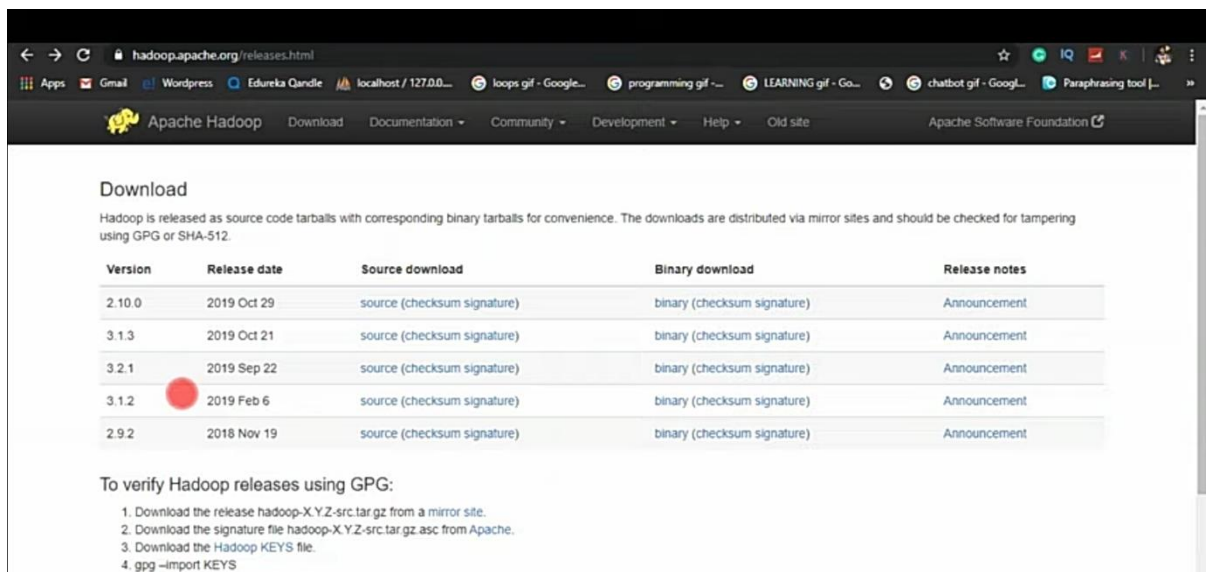 hadoop.apache.org/releases.html
Apps Gmail Wordpress Edureka Qandle localhost / 127.0.0... loops gif - Google... programming gif -... LEARNING gif - Go... chatbot gif - Googl... Paraphrasing tool |... »
Apache Hadoop Download Documentation Community Development Help Old site Apache Software Foundation
Download
Hadoop is released as source code tarballs with corresponding binary tarballs for convenience. The downloads are distributed via mirror sites and should be checked for tampering
using GPG or SHA-512.
Version Release date Source download Binary download Release notes
2.10.0 2019 Oct 29 source (checksum signature) binary (checksum signature) Announcement
3.1.3 2019 Oct 21 source (checksum signature) binary (checksum signature) Announcement
3.2.1 2019 Sep 22 source (checksum signature) binary (checksum signature) Announcement
3.1.2 2019 Feb 6 source (checksum signature) binary (checksum signature) Announcement
2.9.2 2018 Nov 19 source (checksum signature) binary (checksum signature) Announcement
To verify Hadoop releases using GPG:
1. Download the release hadoop-X.Y.Z-src.tar.gz from a mirror site.
2. Download the signature file hadoop-X.Y.Z-src.tar.gz.asc from Apache.
3. Download the Hadoop KEYS file.
4. gpg –import KEYS